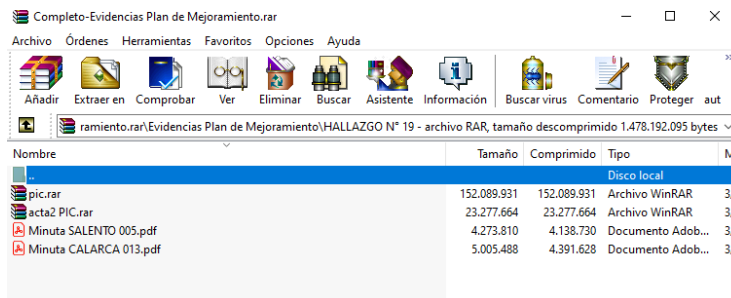 Completo-Evidencias Plan de Mejoramiento.rar
Archivo Órdenes Herramientas Favoritos Opciones Ayuda
Añadir Extraer en Comprobar Ver Eliminar Buscar Asistente Información Buscar virus Comentario Proteger aut
ramiento.rar\Evidencias Plan de Mejoramiento\HALLAZGO N° 19 - archivo RAR, tamaño descomprimido 1.478.192.095 bytes
Nombre Tamaño Comprimido Tipo M
.. Disco local
pic.rar 152.089.931 152.089.931 Archivo WinRAR 3,
acta2 PIC.rar 23.277.664 23.277.664 Archivo WinRAR 3,
Minuta SALENTO 005.pdf 4.273.810 4.138.730 Documento Adob... 3,
Minuta CALARCA 013.pdf 5.005.488 4.391.628 Documento Adob... 3,